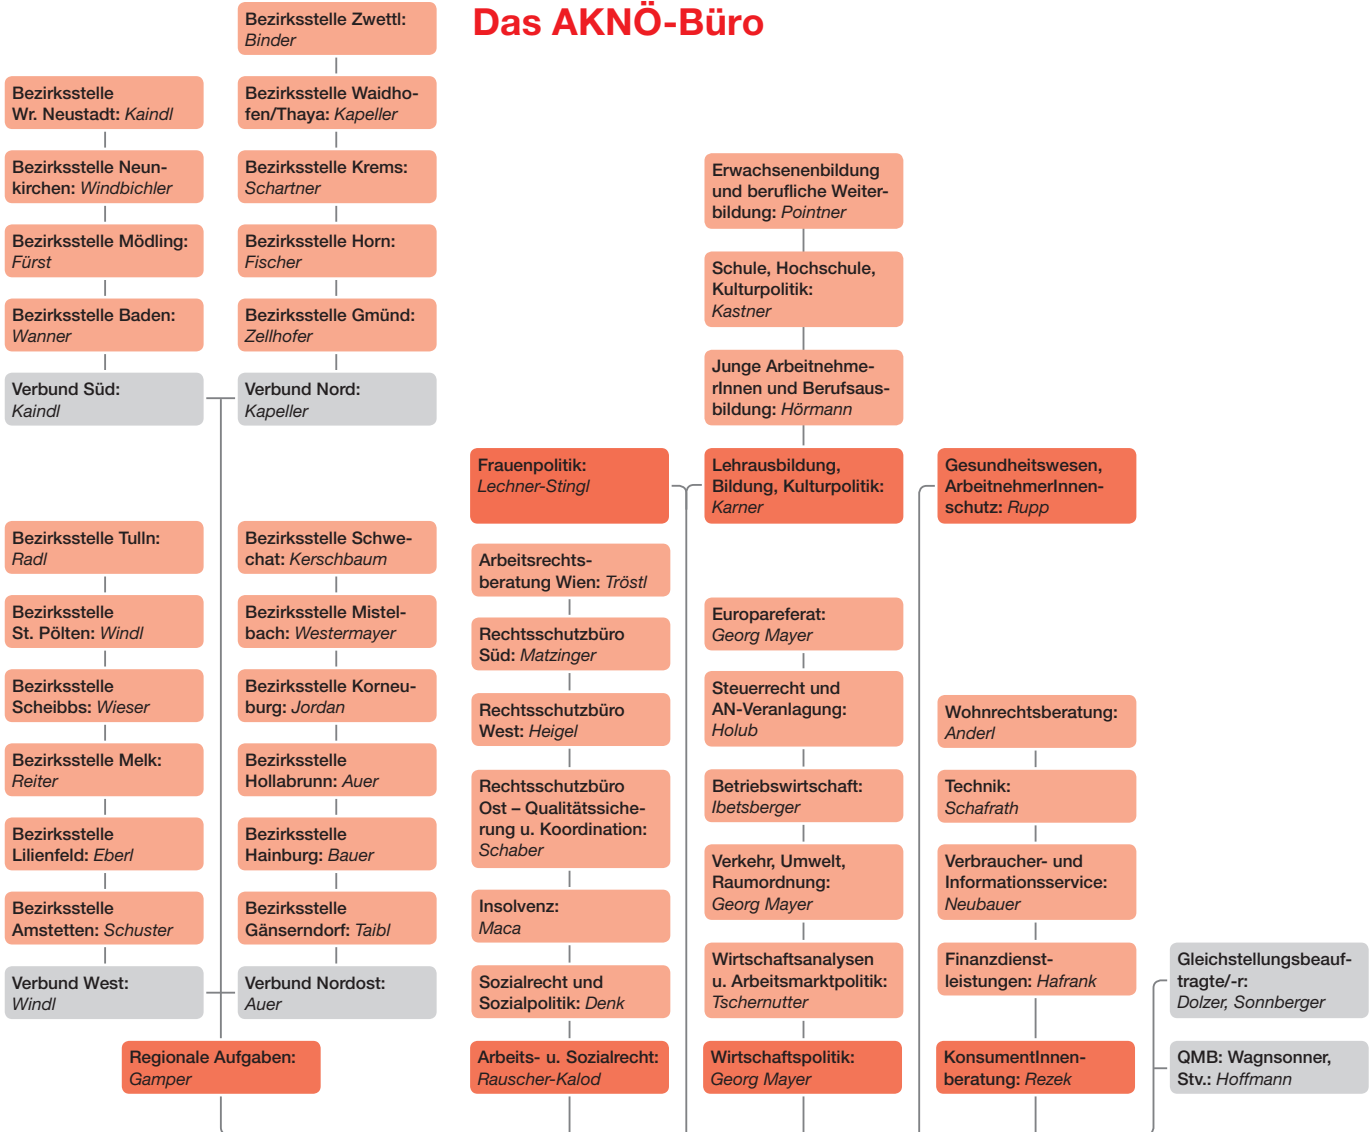 Das AKNÖ-Büro
Bezirksstelle Zwettl:
Binder
Bezirksstelle
Wr. Neustadt: Kaindl
Bezirksstelle Waidho-
fen/Thaya: Kapeller
Bezirksstelle Neun-
kirchen: Windbichler
Bezirksstelle Krems:
Schartner
Bezirksstelle Mödling:
Fürst
Bezirksstelle Horn:
Fischer
Bezirksstelle Baden:
Wanner
Bezirksstelle Gmünd:
Zellhofer
Verbund Süd:
Kaindl
Verbund Nord:
Kapeller
Bezirksstelle Tulln:
Radl
Bezirksstelle Schwe-
chat: Kerschbaum
Bezirksstelle
St. Pölten: Windl
Bezirksstelle Mistel-
bach: Westermayer
Bezirksstelle
Scheibbs: Wieser
Bezirksstelle Korneu-
burg: Jordan
Bezirksstelle Melk:
Reiter
Bezirksstelle
Hollabrunn: Auer
Bezirksstelle
Lilienfeld: Eberl
Bezirksstelle
Hainburg: Bauer
Bezirksstelle
Amstetten: Schuster
Bezirksstelle
Gänserndorf: Taibl
Verbund West:
Windl
Verbund Nordost:
Auer
Regionale Aufgaben:
Gamper
Frauenpolitik:
Lechner-Stingl
Arbeitsrechts-
beratung Wien: Tröstl
Rechtsschutzbüro
Süd: Matzinger
Rechtsschutzbüro
West: Heigel
Rechtsschutzbüro
Ost – Qualitätssiche-
rung u. Koordination:
Schaber
Insolvenz:
Maca
Sozialrecht und
Sozialpolitik: Denk
Arbeits- u. Sozialrecht:
Rauscher-Kalod
Erwachsenenbildung
und berufliche Weiter-
bildung: Pointner
Schule, Hochschule,
Kulturpolitik:
Kastner
Junge Arbeitnehme-
rInnen und Berufsaus-
bildung: Hörmann
Lehrausbildung,
Bildung, Kulturpolitik:
Karner
Europareferat:
Georg Mayer
Steuerrecht und
AN-Veranlagung:
Holub
Betriebswirtschaft:
Ibetsberger
Verkehr, Umwelt,
Raumordnung:
Georg Mayer
Wirtschaftsanalysen
u. Arbeitsmarktpolitik:
Tschernutter
Wirtschaftspolitik:
Georg Mayer
Gesundheitswesen,
ArbeitnehmerInnen-
schutz: Rupp
Wohnrechtsberatung:
Anderl
Technik:
Schafrath
Verbraucher- und
Informationsservice:
Neubauer
Finanzdienst-
leistungen: Hafrank
KonsumentInnen-
beratung: Rezek
Gleichstellungsbeauf-
tragte/-r:
Dolzer, Sonnberger
QMB: Wagnsonner,
Stv.: Hoffmann